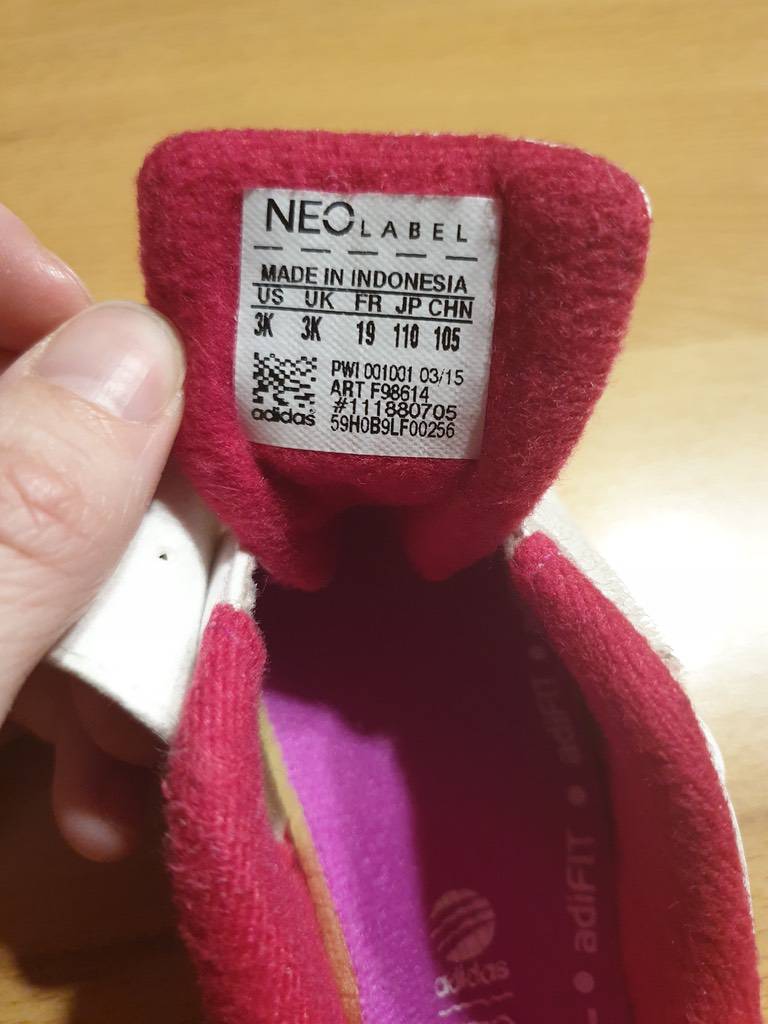 NEO LABEL
MADE IN INDONESIA
US UK FR JP CHN
3K 3K 19 110 105
PWI 001001 03/15
ART F98614
#111880705
59H0B9LF00256
adidas
adiFIT
adiFIT
adidas